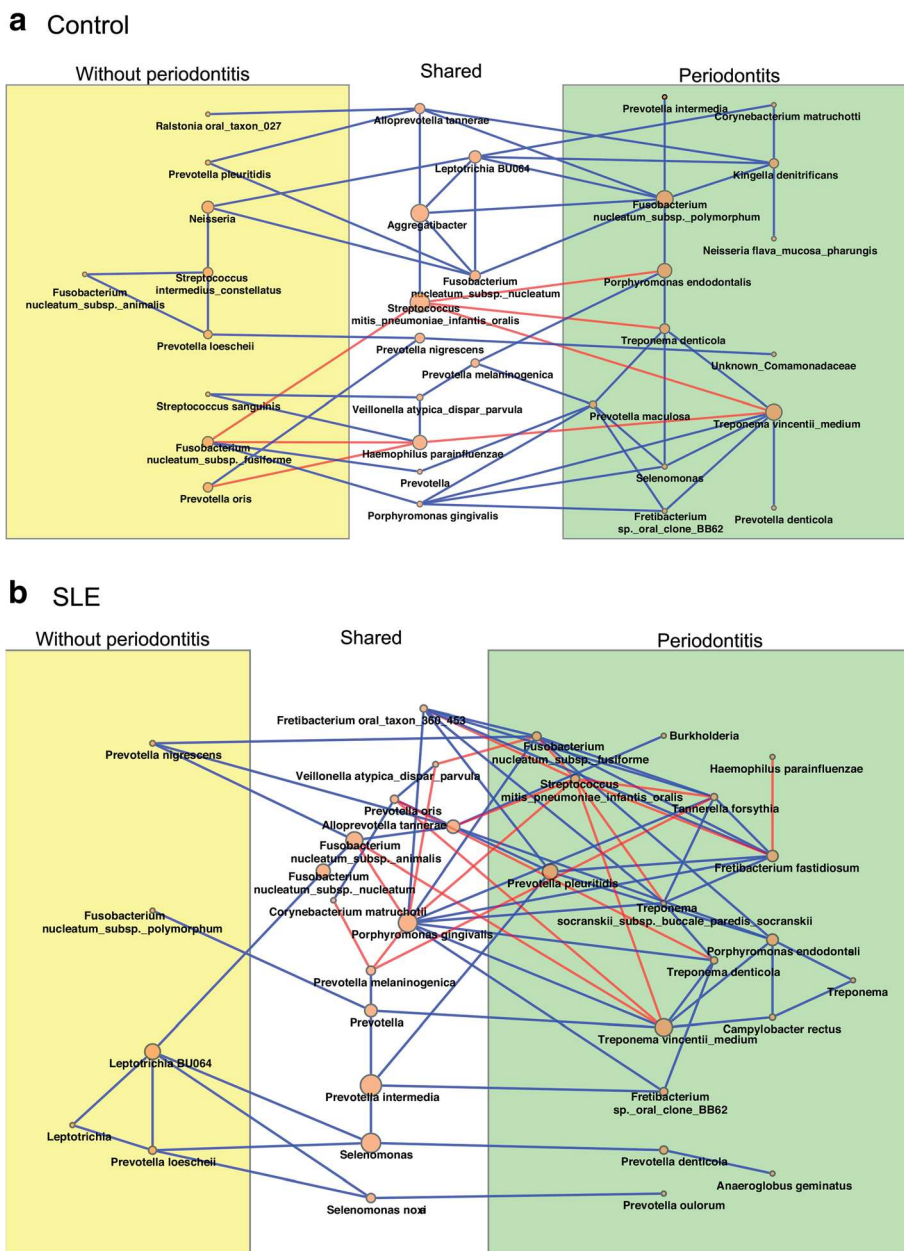 a Control
Without periodontitis
Shared
Periodontits
Ralstonia oral_taxon_027
Prevotella pleuritidis
Neisseria
Streptococcus
intermedius_constellatus
Fusobacterium
nucleatum_subsp._animalis
Prevotella loescheii
Streptococcus sanguinis
Fusobacterium
nucleatum_subsp._fusiforme
Prevotella oris
Alloprevotella tannerae
Leptotrichia BU064
Aggregatibacter
Fusobacterium
nucleatum_subsp._nucleatum
Streptococcus
mitis_pneumoniae_infantis_oralis
Prevotella nigrescens
Prevotella melaninogenica
Veillonella atypica_dispar_parvula
Haemophilus parainfluenzae
Prevotella
Porphyromonas gingivalis
Prevotella intermedia
Corynebacterium matruchotti
Kingella denitrificans
Fusobacterium
nucleatum_subsp._polymorphum
Neisseria flava_mucosa_pharungis
Porphyromonas endodontalis
Treponema denticola
Unknown_Comamonadaceae
Prevotella maculosa
Treponema vincentii_medium
Selenomonas
Fretibacterium
sp._oral_clone_BB62
Prevotella denticola
b SLE
Without periodontitis
Shared
Periodontitis
Prevotella nigrescens
Fusobacterium
nucleatum_subsp._polymorphum
Leptotrichia BU064
Leptotrichia
Prevotella loescheii
Fretibacterium oral_taxon_360_453
Veillonella atypica_dispar_parvula
Prevotella oris
Alloprevotella tannerae
Fusobacterium
nucleatum_subsp._animalis
Fusobacterium
nucleatum_subsp._nucleatum
Corynebacterium matruchotii
Porphyromonas gingivalis
Prevotella melaninogenica
Prevotella
Prevotella intermedia
Selenomonas
Selenomonas
Burkholderia
Fusobacterium
nucleatum_subsp._fusiforme
Haemophilus parainfluenzae
Streptococcus
mitis_pneumoniae_infantis_oralis
Tannerella forsythia
Fretibacterium fastidiosum
Prevotella pleuritidis
Treponema
socranskii_subsp._buccale_paredis_socranskii
Porphyromonas
Treponema denticola
Treponema
Campylobacter rectus
Treponema vincentii_medium
Fretibacterium
sp._oral_clone_BB62
Prevotella denticola
Anaeroglobus geminatus
Prevotella oulorum